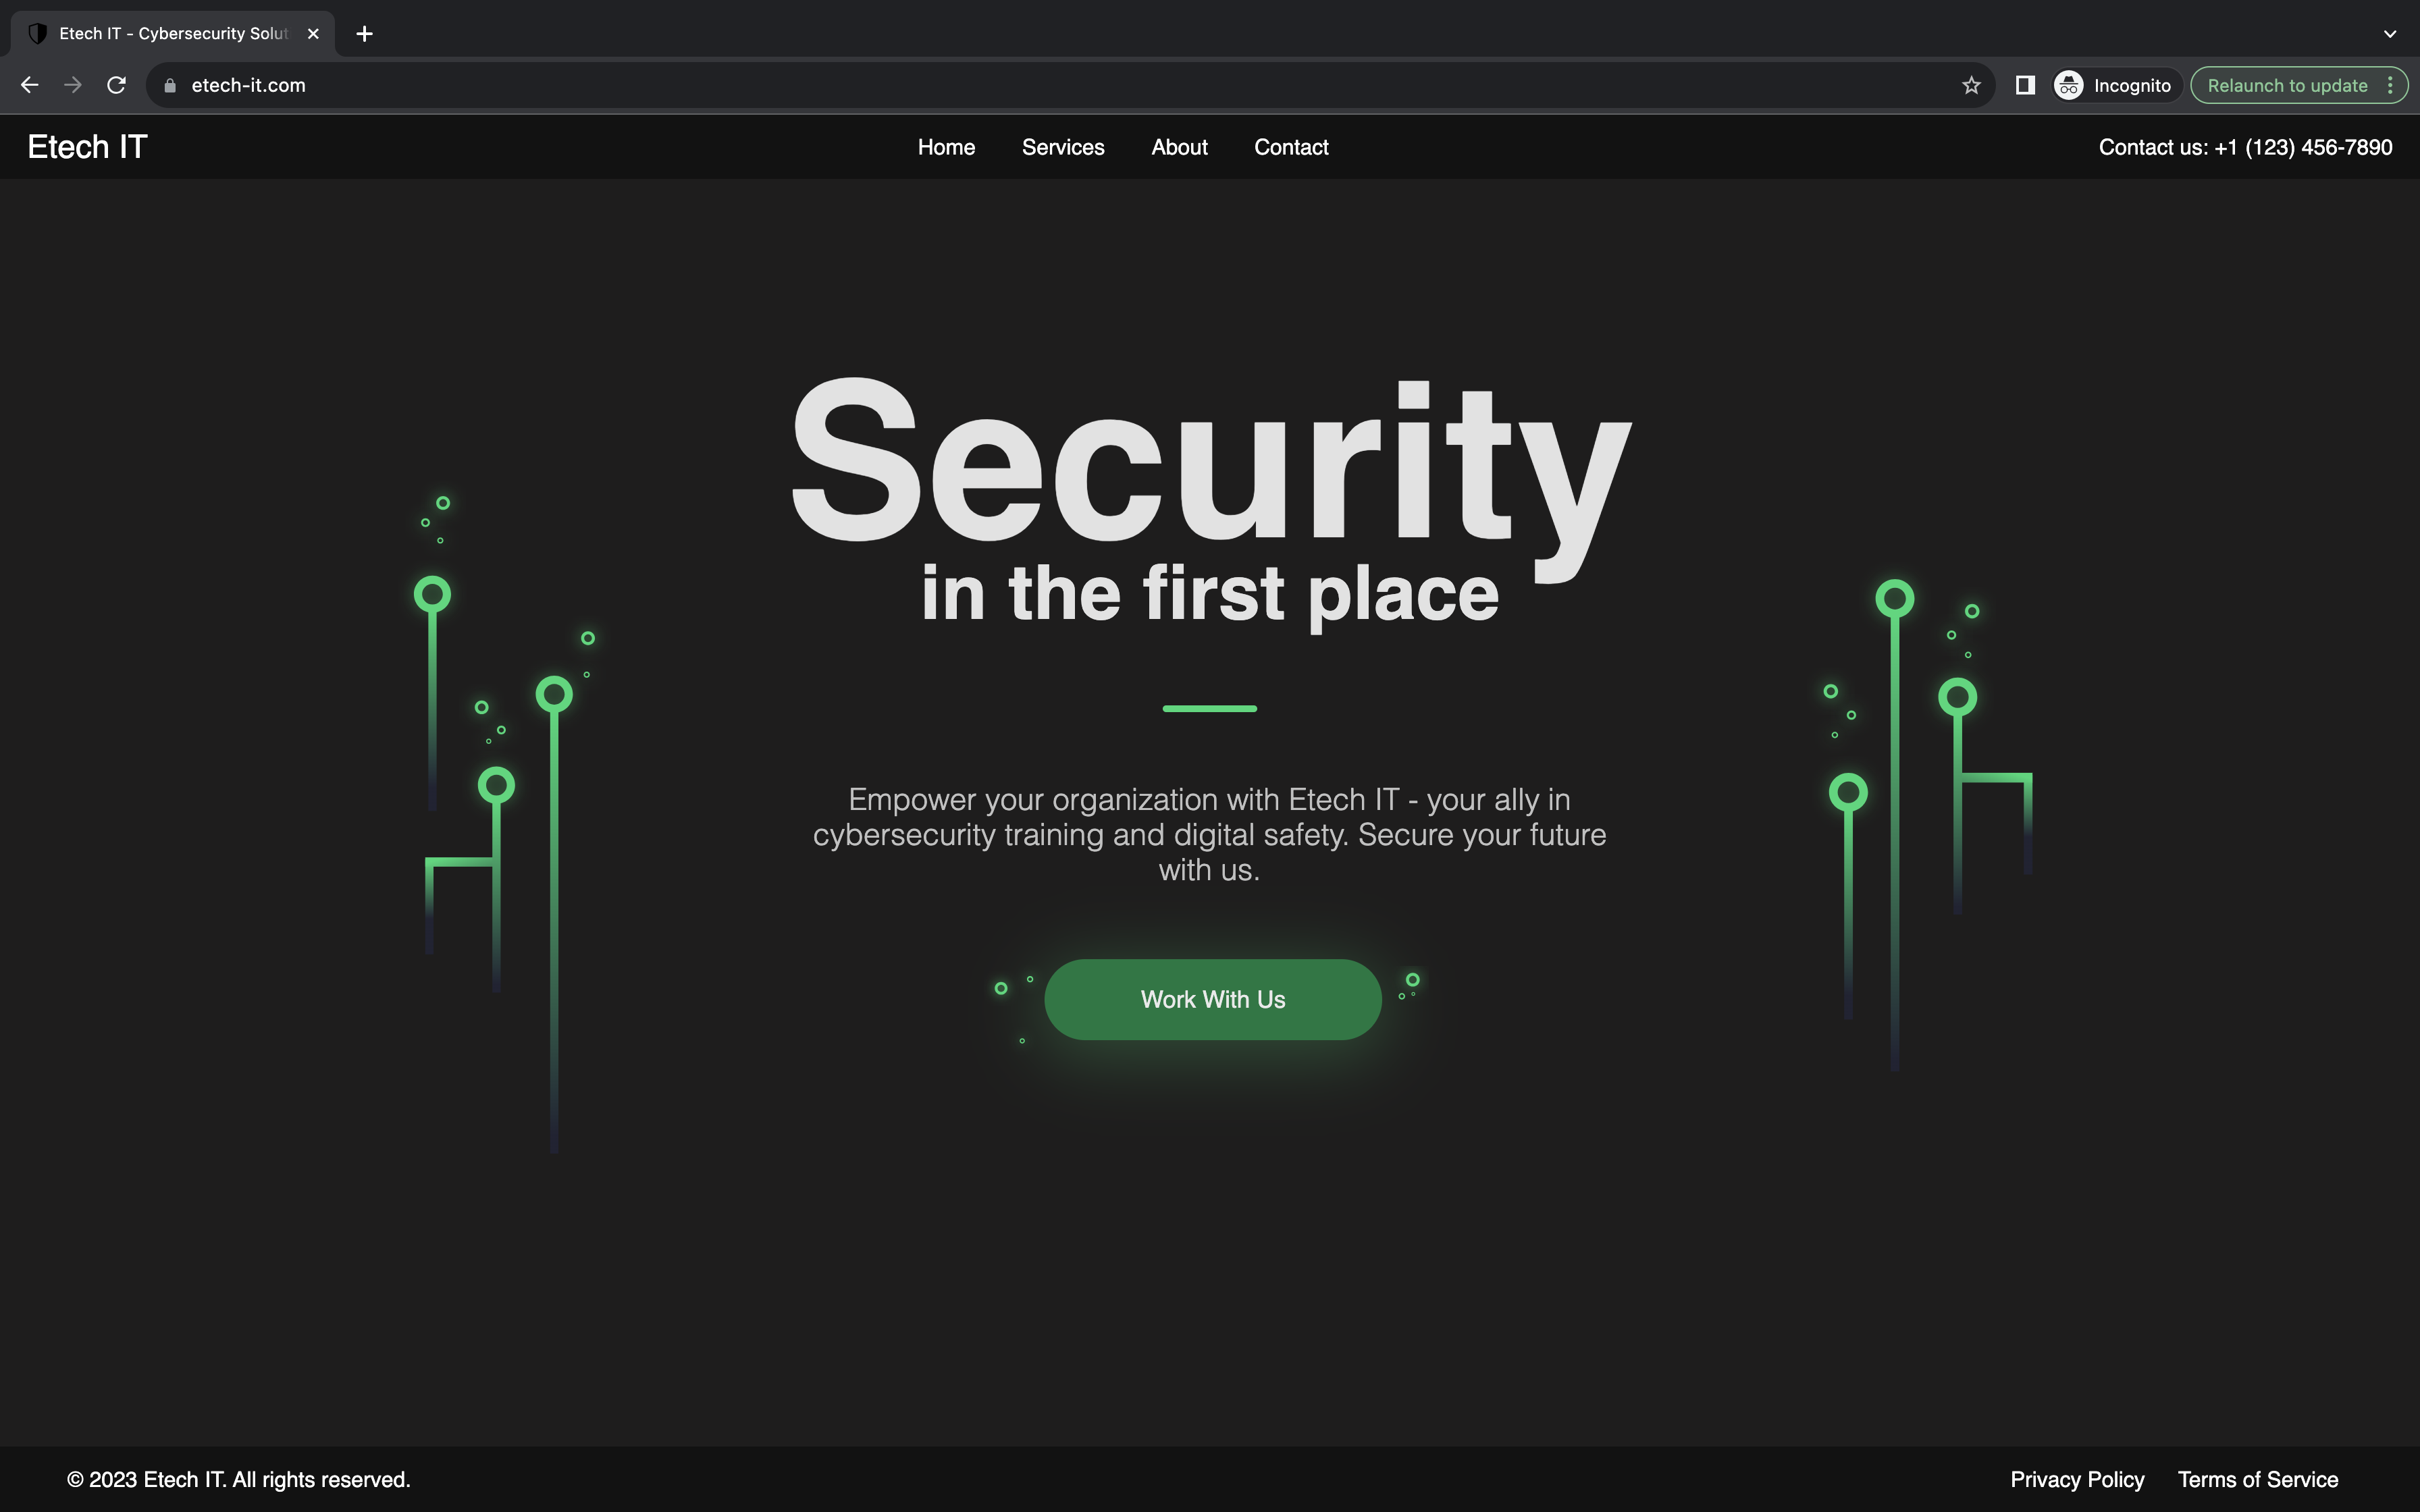 Etech IT - Cybersecurity Solut
etech-it.com
Incognito
Relaunch to update
Etech IT
Home
Services
About
Contact
Contact us: +1 (123) 456-7890
Security
in the first place
Empower your organization with Etech IT - your ally in
cybersecurity training and digital safety. Secure your future
with us.
Work With Us
© 2023 Etech IT. All rights reserved.
Privacy Policy
Terms of Service